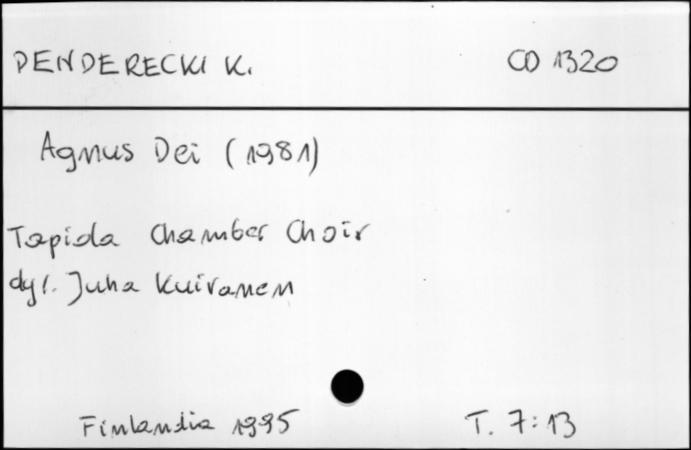 PENDERECKI K. CD 1320
Agnus Dei (1981)
Tapiola Chamber Choir
dyr. Juha Kuivanen
Finlandia 1995 T. 7:13